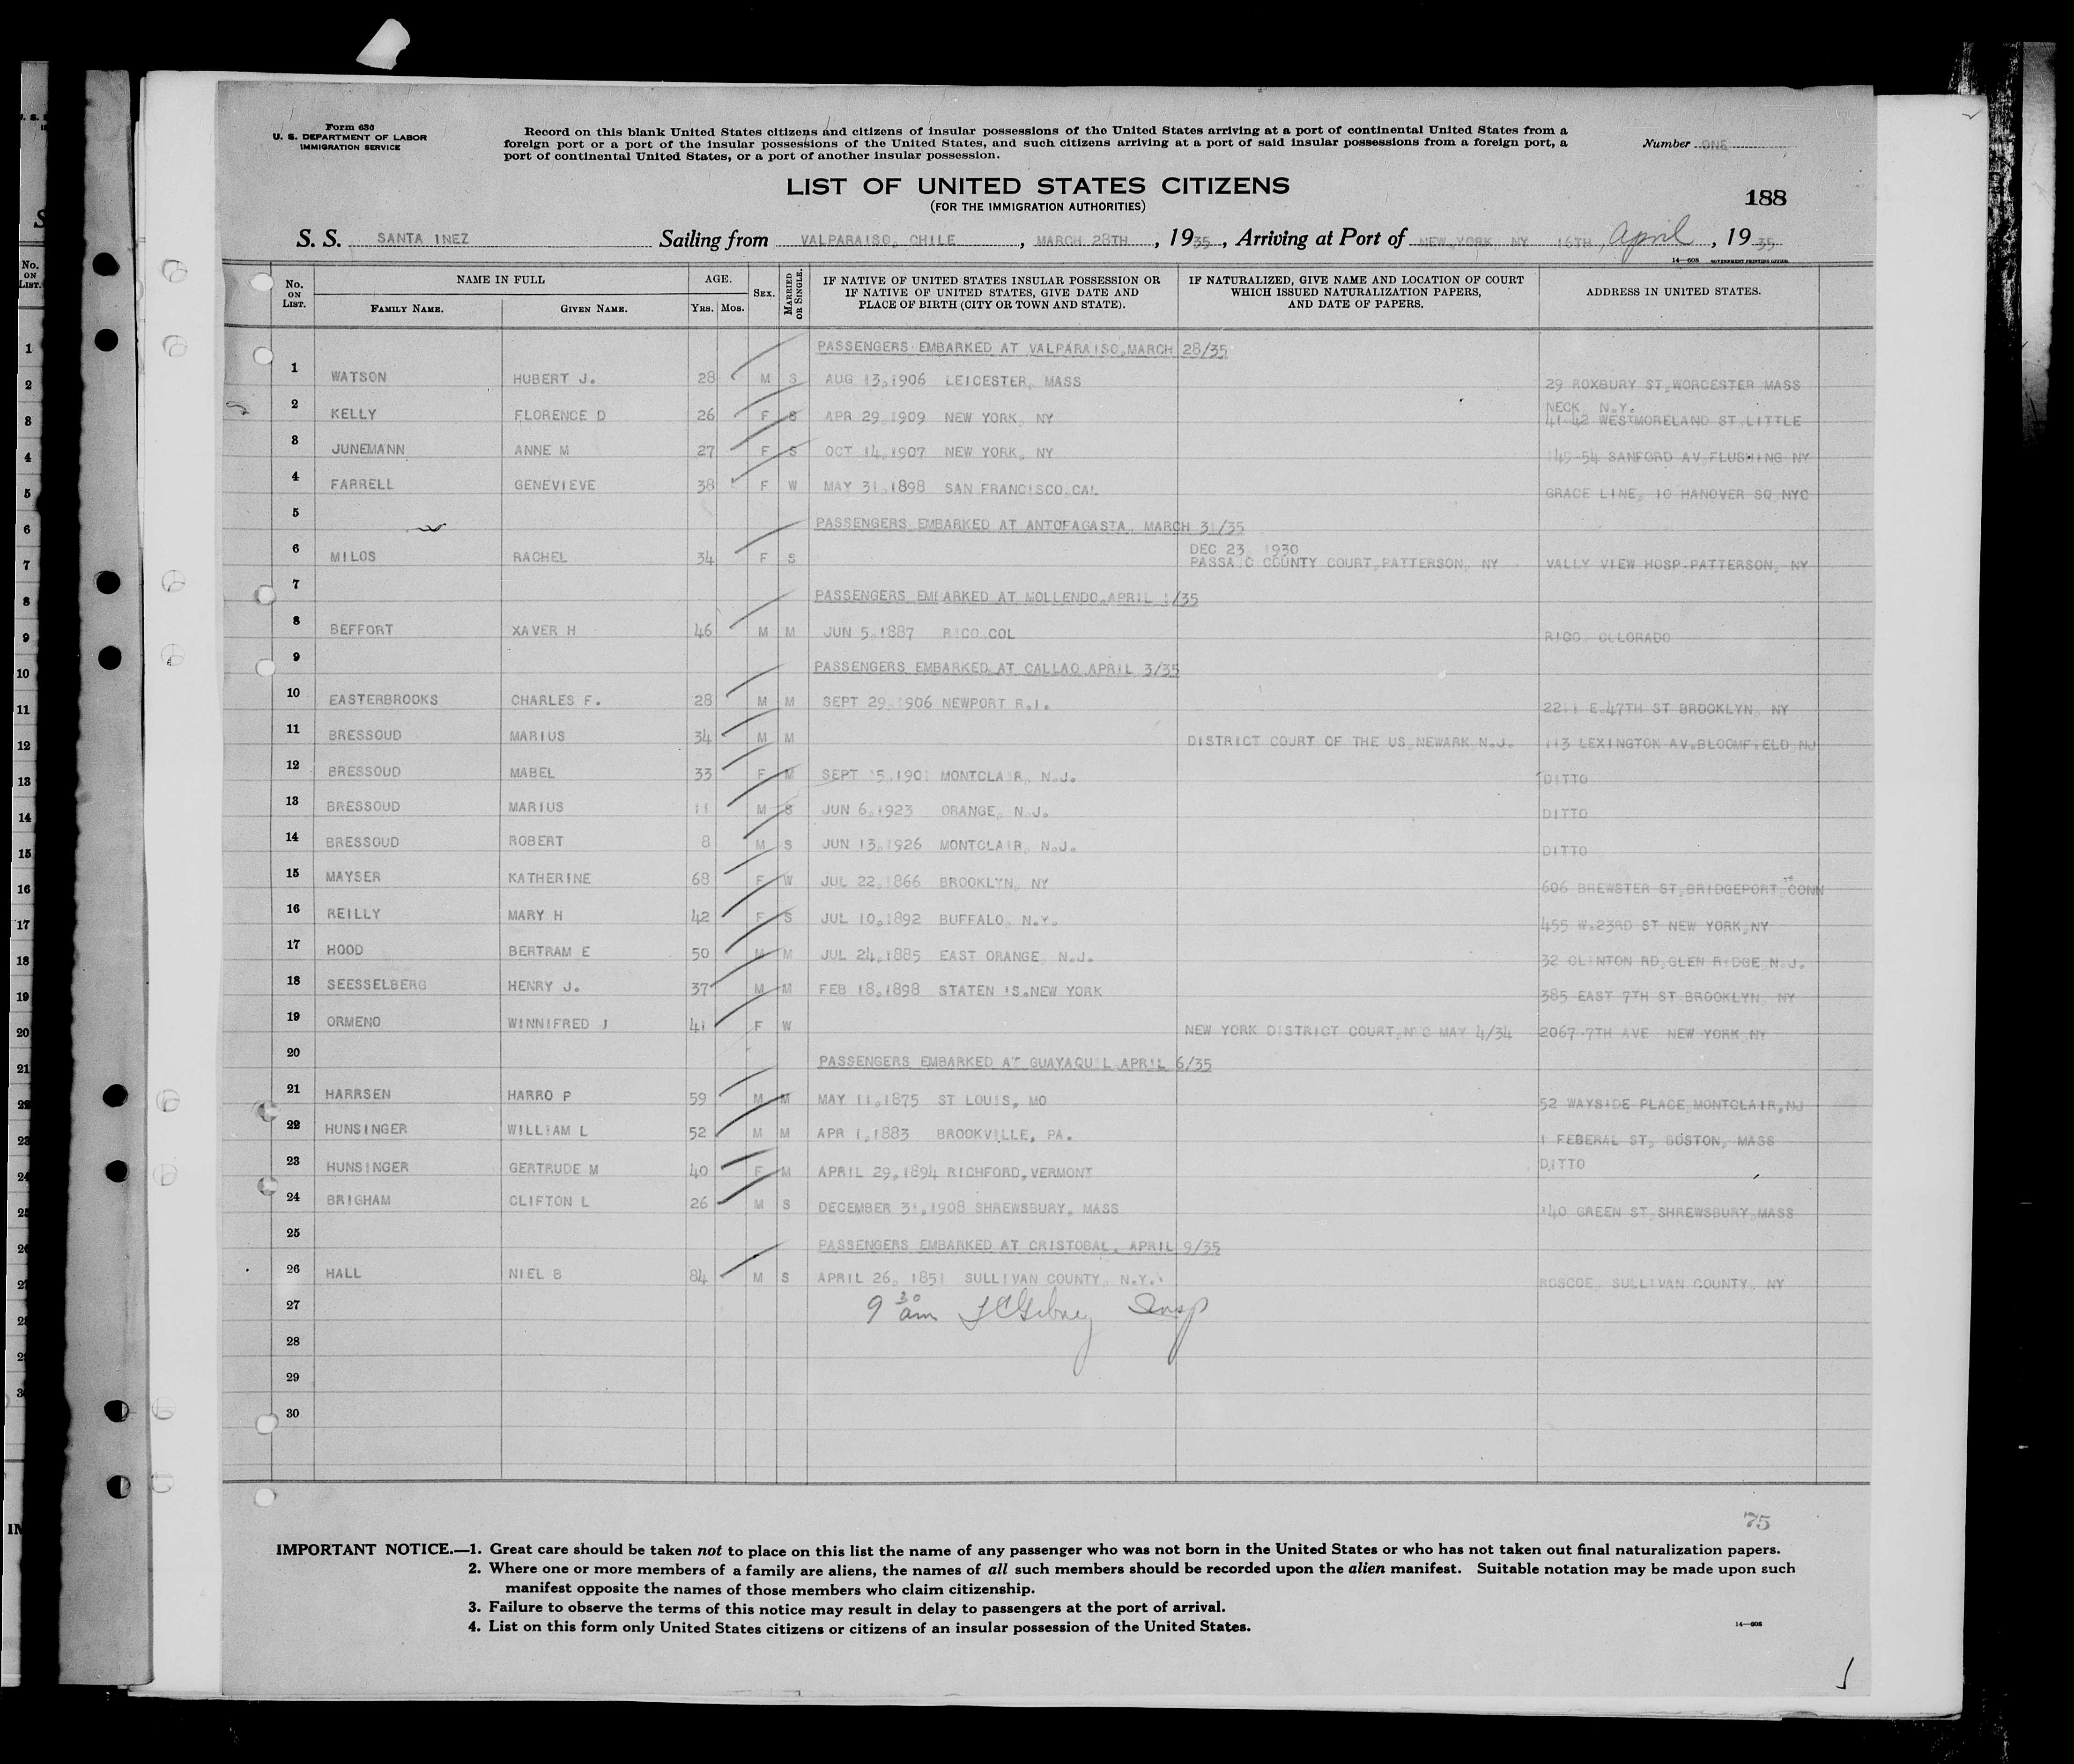 Form 630
U. S. DEPARTMENT OF LABOR
IMMIGRATION SERVICE
Record on this blank United States citizens and citizens of insular possessions of the United States arriving at a port of continental United States from a
foreign port or a port of the insular possessions of the United States, and such citizens arriving at a port of said insular possessions from a foreign port, a
port of continental United States, or a port of another insular possession.
Number ONE
LIST OF UNITED STATES CITIZENS
(FOR THE IMMIGRATION AUTHORITIES)
188
S. S. SANTA INEZ Sailing from VALPARAISO, CHILE, MARCH 28TH, 1935, Arriving at Port of NEW YORK, NY 16TH, April, 1935
14—608 GOVERNMENT PRINTING OFFICE
No. ON LIST. NAME IN FULL FAMILY NAME. GIVEN NAME. AGE. Yrs. Mos. SEX. MARRIED OR SINGLE. IF NATIVE OF UNITED STATES INSULAR POSSESSION OR IF NATIVE OF UNITED STATES, GIVE DATE AND PLACE OF BIRTH (CITY OR TOWN AND STATE). IF NATURALIZED, GIVE NAME AND LOCATION OF COURT WHICH ISSUED NATURALIZATION PAPERS, AND DATE OF PAPERS. ADDRESS IN UNITED STATES.
PASSENGERS EMBARKED AT VALPARAISO, MARCH 28/35
1 WATSON HUBERT J. 28 M S AUG 13, 1906 LEICESTER, MASS 29 ROXBURY ST, WORCESTER MASS
NECK N.Y.
2 KELLY FLORENCE D 26 F S APR 29, 1909 NEW YORK, NY 41-42 WESTMORELAND ST, LITTLE
3 JUNEMANN ANNE M 27 F S OCT 14, 1907 NEW YORK, NY 149-54 SANFORD AV FLUSHING NY
4 FARRELL GENEVIEVE 38 F W MAY 31, 1898 SAN FRANCISCO, CAL GRACE LINE, 10 HANOVER SQ, NYC
5 PASSENGERS EMBARKED AT ANTOFAGASTA, MARCH 31/35
DEC 23, 1930
6 MILOS RACHEL 34 F S PASSAIC COUNTY COURT, PATTERSON, NY VALLY VIEW HOSP. PATTERSON, NY
7 PASSENGERS EMBARKED AT MOLLENDO, APRIL 1/35
8 BEFFORT XAVER H 46 M M JUN 5, 1887 RICO COL RICO COLORADO
9 PASSENGERS EMBARKED AT CALLAO APRIL 3/35
10 EASTERBROOKS CHARLES F. 28 M M SEPT 29, 1906 NEWPORT R.I. 2211 E. 47TH ST BROOKLYN, NY
11 BRESSOUD MARIUS 34 M M DISTRICT COURT OF THE US, NEWARK, N.J. 113 LEXINGTON AV. BLOOMFIELD, NJ
12 BRESSOUD MABEL 33 F M SEPT 15, 1901 MONTCLAIR, N.J. DITTO
13 BRESSOUD MARIUS 11 M S JUN 6, 1923 ORANGE, N.J. DITTO
14 BRESSOUD ROBERT 8 M S JUN 13, 1926 MONTCLAIR, N.J. DITTO
15 MAYSER KATHERINE 68 F W JUL 22, 1866 BROOKLYN, NY 606 BREWSTER ST, BRIDGEPORT, CONN
16 REILLY MARY H 42 F S JUL 10, 1892 BUFFALO, N.Y. 455 W. 23RD ST NEW YORK, NY
17 HOOD BERTRAM E 50 M M JUL 24, 1885 EAST ORANGE, N.J. 32 CLINTON RD, GLEN RIDGE, N.J.
18 SEESSELBERG HENRY J. 37 M M FEB 18, 1898 STATEN IS. NEW YORK 385 EAST 7TH ST BROOKLYN, NY
19 ORMENO WINNIFRED J 41 F W NEW YORK DISTRICT COURT, NYC MAY 4/34 2067-7TH AVE NEW YORK NY
20 PASSENGERS EMBARKED AT GUAYAQUIL APRIL 6/35
21 HARRSEN HARRO P 59 M M MAY 11, 1875 ST LOUIS, MO 52 WAYSIDE PLACE, MONTCLAIR, NJ
22 HUNSINGER WILLIAM L 52 M M APR 1, 1883 BROOKVILLE, PA. 1 FEDERAL ST, BOSTON, MASS
23 HUNSINGER GERTRUDE M 40 F M APRIL 29, 1894 RICHFORD, VERMONT DITTO
24 BRIGHAM CLIFTON L 26 M S DECEMBER 31, 1908 SHREWSBURY, MASS 140 GREEN ST, SHREWSBURY, MASS
25 PASSENGERS EMBARKED AT CRISTOBAL, APRIL 9/35
26 HALL NIEL B 84 M S APRIL 26, 1851 SULLIVAN COUNTY, N.Y. ROSCOE, SULLIVAN COUNTY, NY
27 9 30 am Insp
28
29
30
75
IMPORTANT NOTICE.—1. Great care should be taken not to place on this list the name of any passenger who was not born in the United States or who has not taken out final naturalization papers.
2. Where one or more members of a family are aliens, the names of all such members should be recorded upon the alien manifest. Suitable notation may be made upon such
manifest opposite the names of those members who claim citizenship.
3. Failure to observe the terms of this notice may result in delay to passengers at the port of arrival.
4. List on this form only United States citizens or citizens of an insular possession of the United States.
14—608